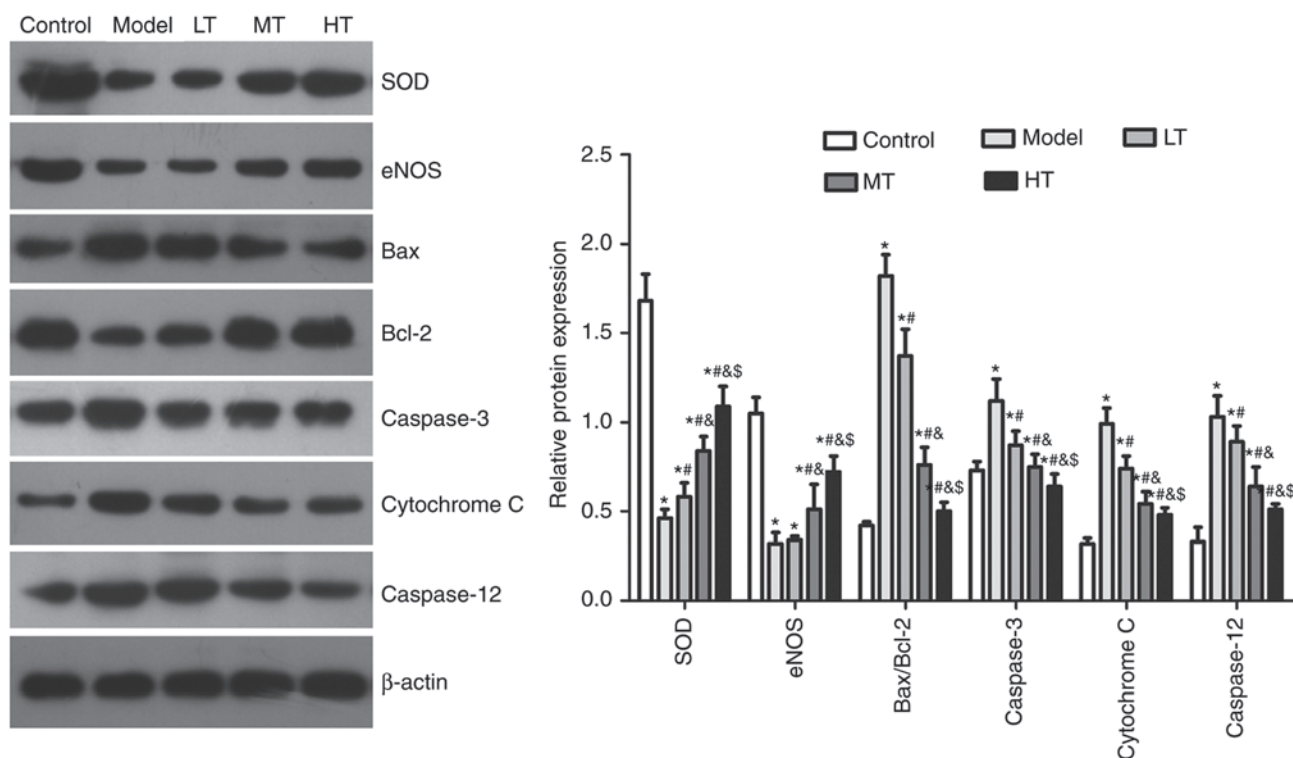 Control Model LT MT HT
SOD
eNOS
Bax
Bcl-2
Caspase-3
Cytochrome C
Caspase-12
β-actin
Control Model LT
MT HT
Relative protein expression
2.5
2.0
1.5
1.0
0.5
0.0
* *# *#& *#&$
* * *#& *#&$
* *# *#& *#&$
* *# *#& *#&$
* *# *#& *#&$
* *# *#& *#&$
SOD
eNOS
Bax/Bcl-2
Caspase-3
Cytochrome C
Caspase-12